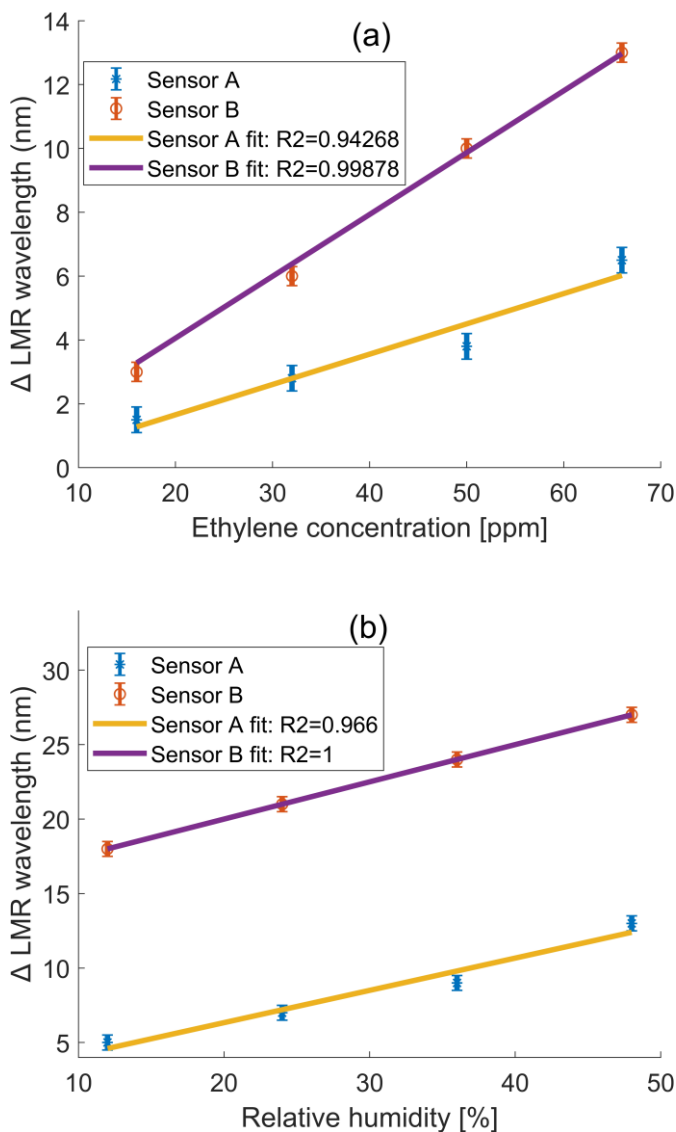 (a)
Sensor A
Sensor B
Sensor A fit: R2=0.94268
Sensor B fit: R2=0.99878
14
12
10
8
6
4
2
0
Δ LMR wavelength (nm)
10 20 30 40 50 60 70
Ethylene concentration [ppm]
(b)
Sensor A
Sensor B
Sensor A fit: R2=0.966
Sensor B fit: R2=1
30
25
20
15
10
5
Δ LMR wavelength (nm)
10 20 30 40 50
Relative humidity [%]